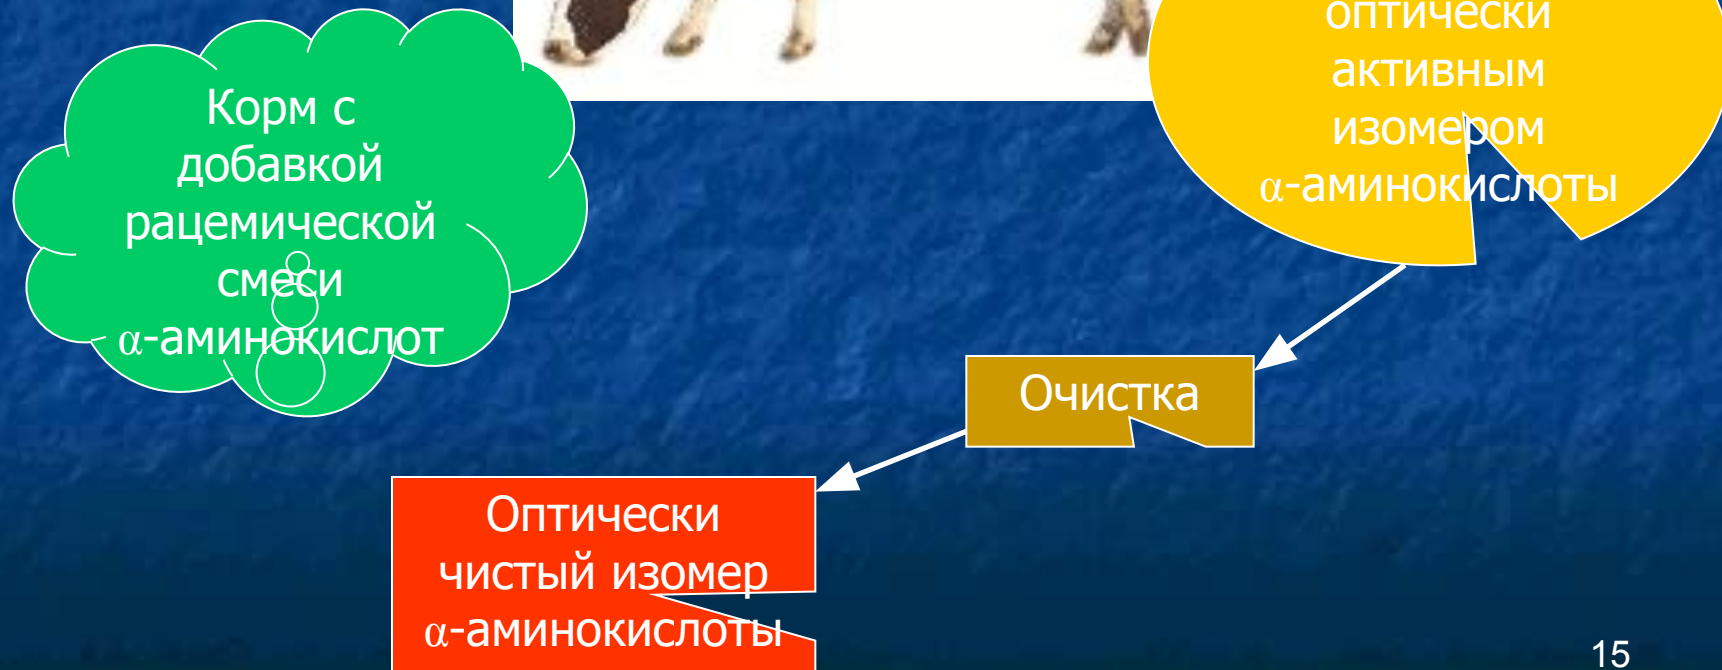 Корм с
добавкой
рацемической
смеси
α-аминокислот
оптически
активным
изомером
α-аминокислоты
Очистка
Оптически
чистый изомер
α-аминокислоты
15